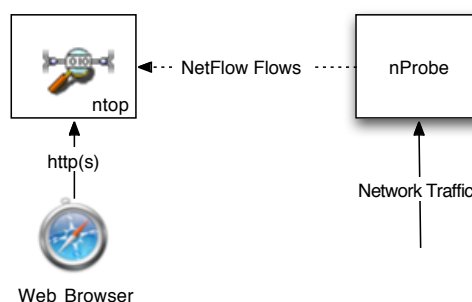 NetFlow Flows
nProbe
ntop
http(s)
Network Traffic
Web Browser